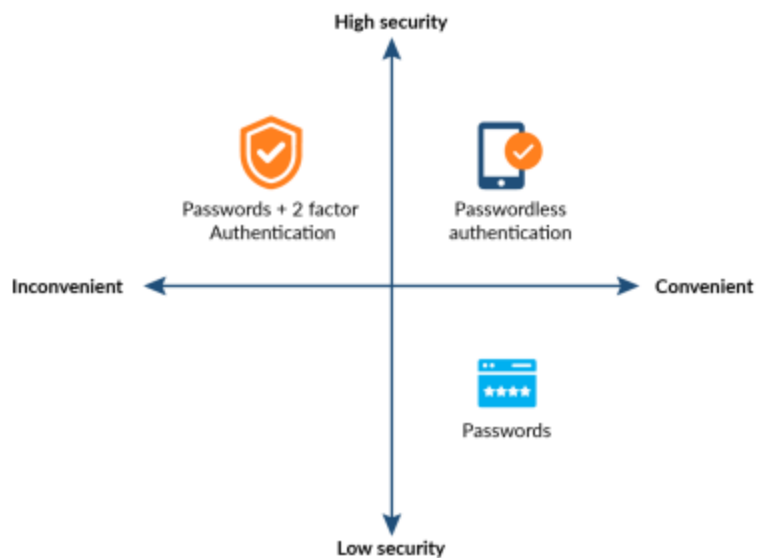 High security
Passwords + 2 factor
Authentication
Passwordless
authentication
Inconvenient
Convenient
****
Passwords
Low security